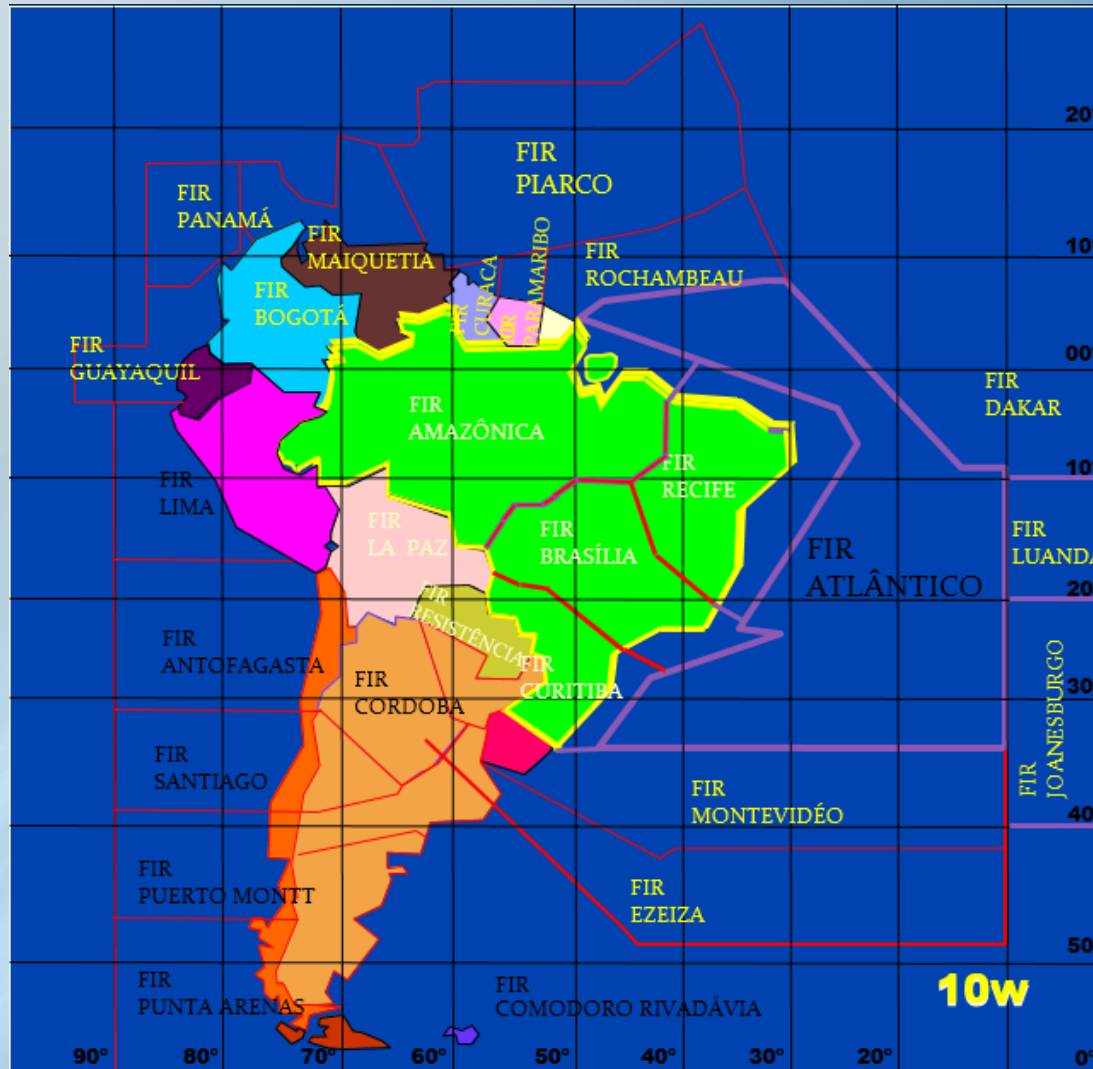 20°
FIR
PIARCO
FIR
PANAMÁ
FIR
MAIQUETIA
FIR
CURACA
FIR
PARAMARIBO
FIR
ROCHAMBEAU
10°
FIR
BOGOTÁ
FIR
GUAYAQUIL
00°
FIR
DAKAR
FIR
AMAZÔNICA
FIR
RECIFE
10°
FIR
LIMA
FIR
LA PAZ
FIR
BRASÍLIA
FIR
ATLÂNTICO
FIR
LUANDA
20°
FIR
RESISTÊNCIA
FIR
ANTOFAGASTA
FIR
CORDOBA
FIR
CURITIBA
30°
FIR
JOANESBURGO
FIR
SANTIAGO
FIR
MONTEVIDÉO
40°
FIR
PUERTO MONTT
FIR
EZEIZA
50°
FIR
PUNTA ARENAS
FIR
COMODORO RIVADÁVIA
10w
90° 80° 70° 60° 50° 40° 30° 20° 0°